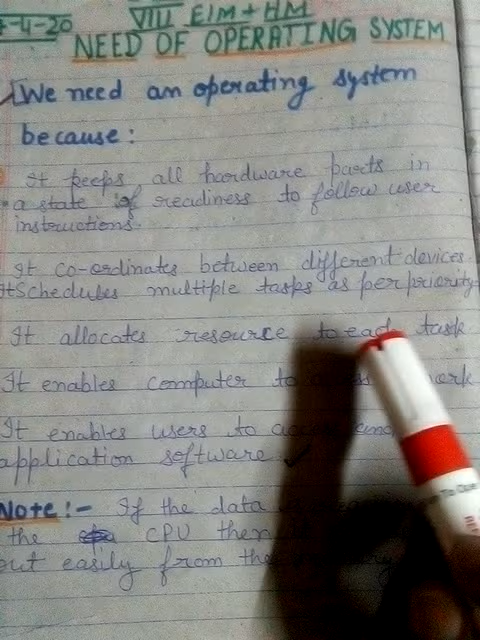 -4-20 VIII E/M + HM
NEED OF OPERATING SYSTEM
We need an operating system
because :
It keeps all hardware parts in
a state of readiness to follow user
instructions.
It co-ordinates between different devices.
It Schedules multiple tasks as per priority
It allocates resource to each task
It enables computer to
It enables users to
application software ✓
Note :- If the data
the CPU then
out easily from the